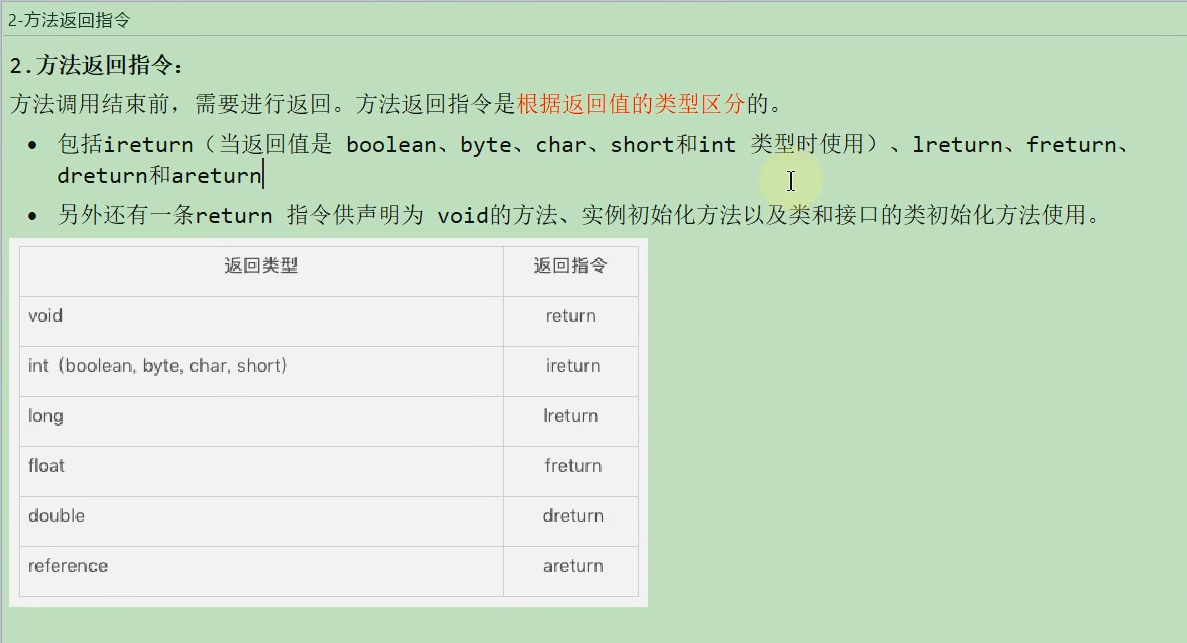 2-方法返回指令
2.方法返回指令：
方法调用结束前，需要进行返回。方法返回指令是根据返回值的类型区分的。
• 包括ireturn（当返回值是 boolean、byte、char、short和int 类型时使用）、lreturn、freturn、
dreturn和areturn
• 另外还有一条return 指令供声明为 void的方法、实例初始化方法以及类和接口的类初始化方法使用。
返回类型 返回指令
void return
int（boolean, byte, char, short） ireturn
long lreturn
float freturn
double dreturn
reference areturn